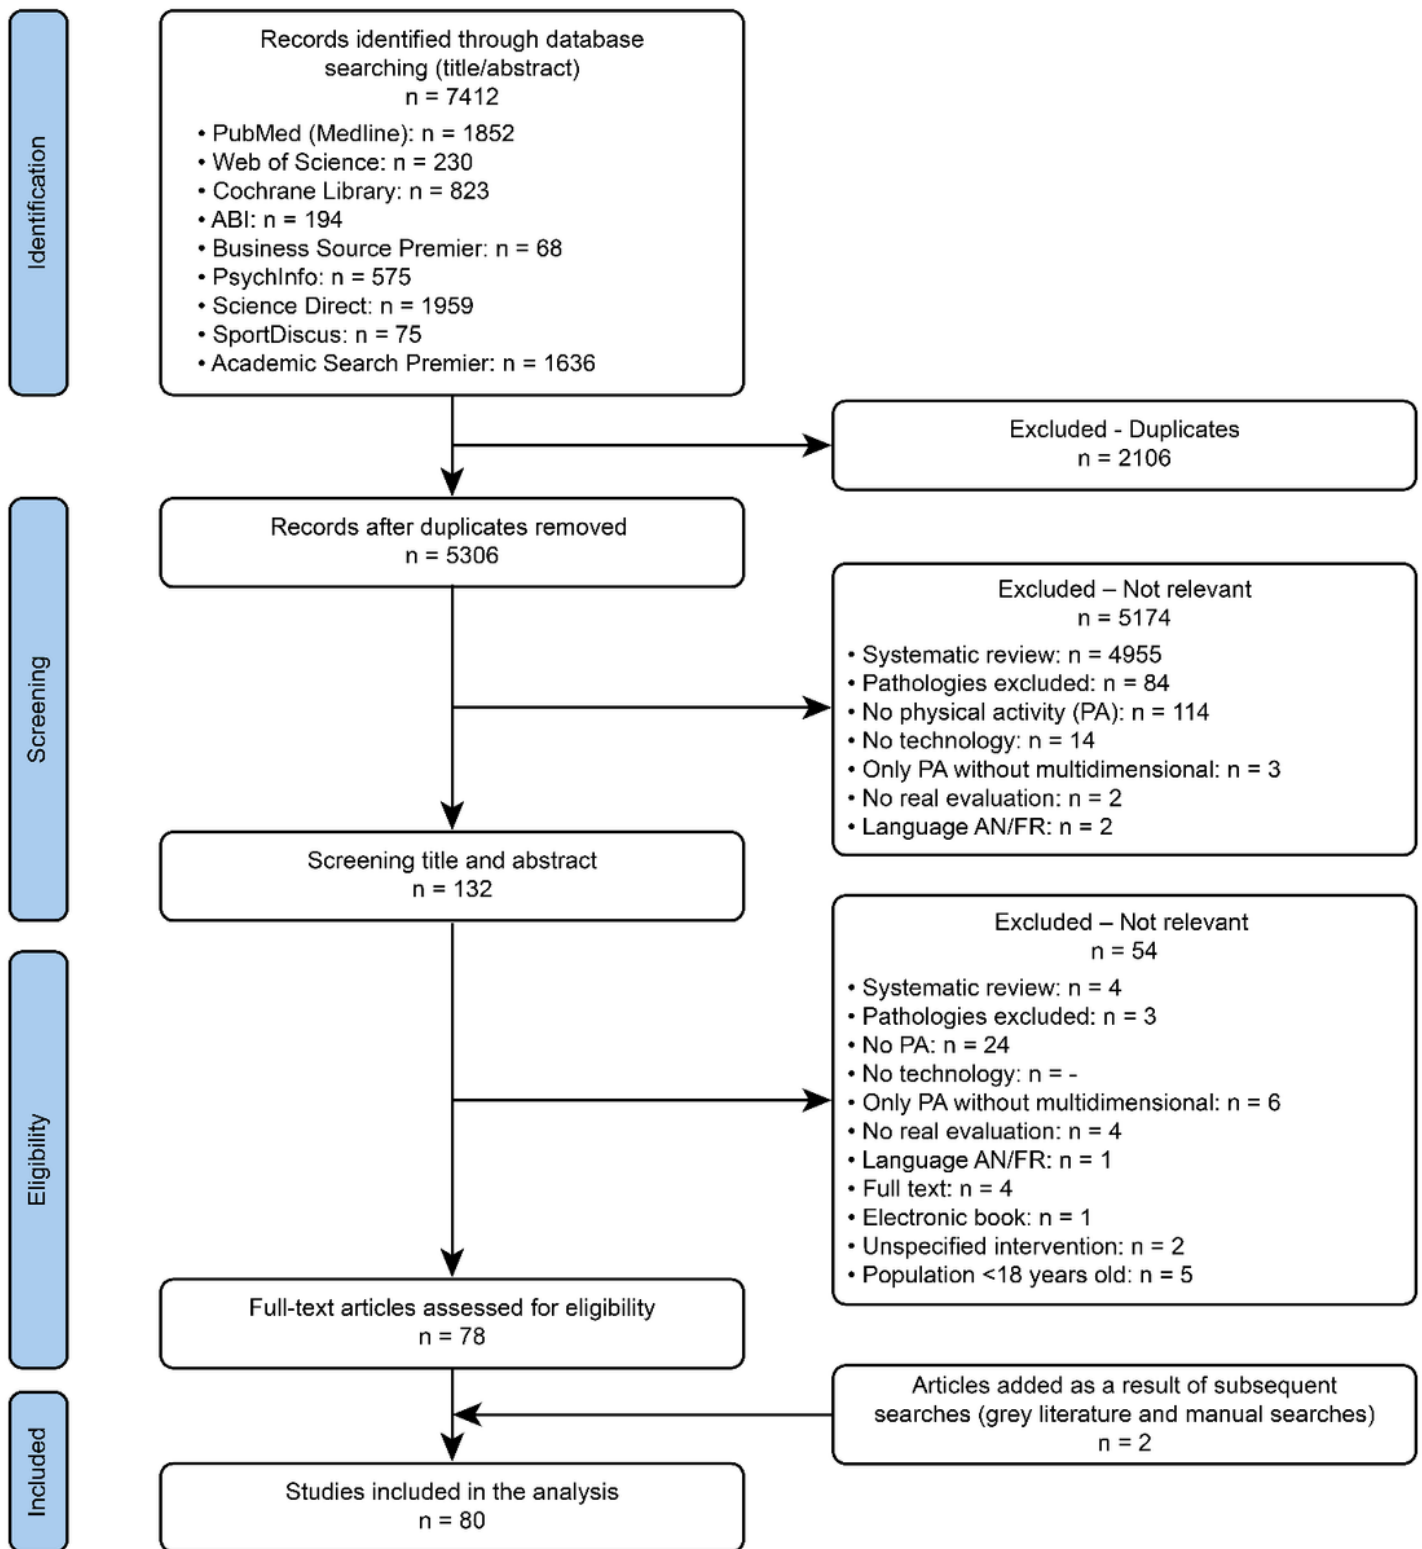 Identification
Records identified through database
searching (title/abstract)
n = 7412
• PubMed (Medline): n = 1852
• Web of Science: n = 230
• Cochrane Library: n = 823
• ABI: n = 194
• Business Source Premier: n = 68
• PsychInfo: n = 575
• Science Direct: n = 1959
• SportDiscus: n = 75
• Academic Search Premier: n = 1636
Excluded - Duplicates
n = 2106
Screening
Records after duplicates removed
n = 5306
Excluded – Not relevant
n = 5174
• Systematic review: n = 4955
• Pathologies excluded: n = 84
• No physical activity (PA): n = 114
• No technology: n = 14
• Only PA without multidimensional: n = 3
• No real evaluation: n = 2
• Language AN/FR: n = 2
Screening title and abstract
n = 132
Eligibility
Excluded – Not relevant
n = 54
• Systematic review: n = 4
• Pathologies excluded: n = 3
• No PA: n = 24
• No technology: n = -
• Only PA without multidimensional: n = 6
• No real evaluation: n = 4
• Language AN/FR: n = 1
• Full text: n = 4
• Electronic book: n = 1
• Unspecified intervention: n = 2
• Population <18 years old: n = 5
Full-text articles assessed for eligibility
n = 78
Included
Articles added as a result of subsequent
searches (grey literature and manual searches)
n = 2
Studies included in the analysis
n = 80